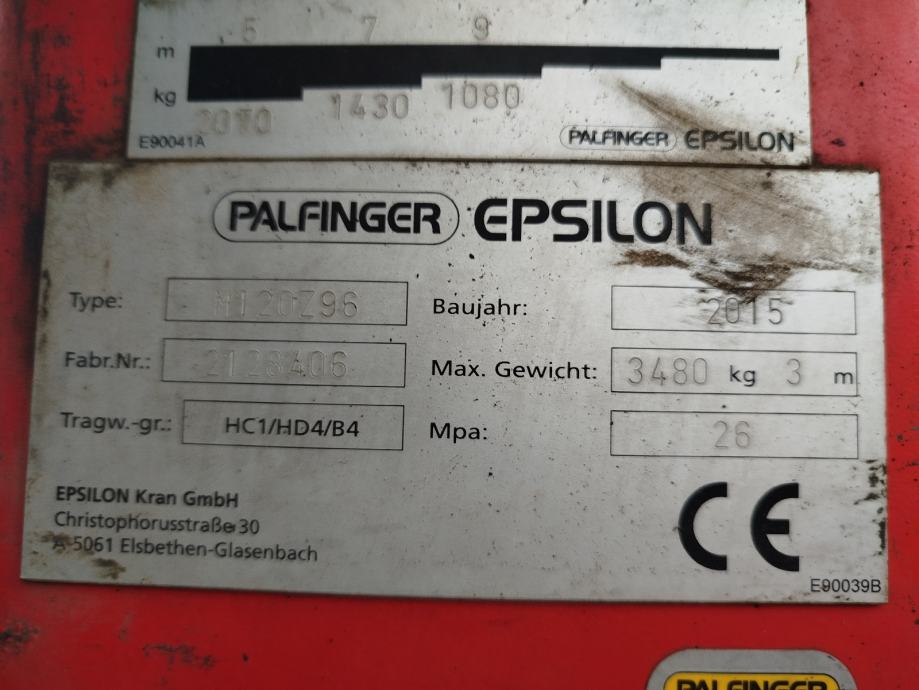 m 5 7 9
kg 2070 1430 1080
E90041A PALFINGER EPSILON
PALFINGER EPSILON
Type: M120Z96 Baujahr: 2015
Fabr.Nr.: 2128406 Max. Gewicht: 3480 kg 3 m
Tragw.-gr.: HC1/HD4/B4 Mpa: 26
EPSILON Kran GmbH
Christophorusstraße 30
A-5061 Elsbethen-Glasenbach
CE
E90039B
PALFINGER